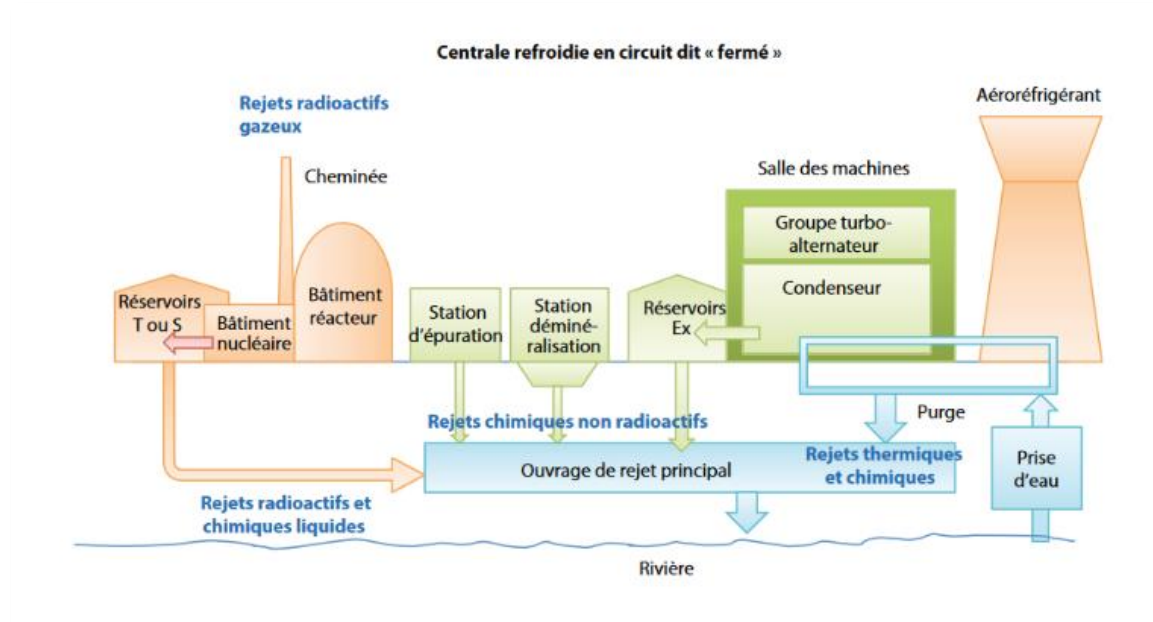 Centrale refroidie en circuit dit « fermé »
Rejets radioactifs
gazeux
Cheminée
Aéroréfrigérant
Salle des machines
Groupe turbo-
alternateur
Condenseur
Réservoirs
T ou S
Bâtiment
nucléaire
Bâtiment
réacteur
Station
d'épuration
Station
déminé-
ralisation
Réservoirs
Ex
Rejets chimiques non radioactifs
Purge
Ouvrage de rejet principal
Rejets thermiques
et chimiques
Prise
d'eau
Rejets radioactifs et
chimiques liquides
Rivière